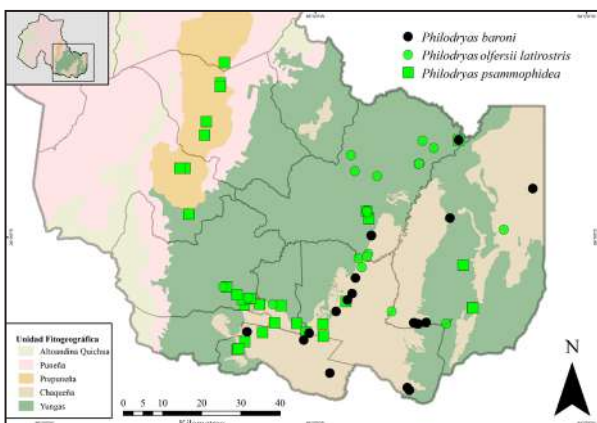 Philodryas baroni
Philodryas olfersii latirostris
Philodryas psammophidea
Unidad Fitogeográfica
Altoandina Quichua
Puneña
Prepuneña
Chaqueña
Yungas
N
0 5 10 20 30 40
Kilómetros